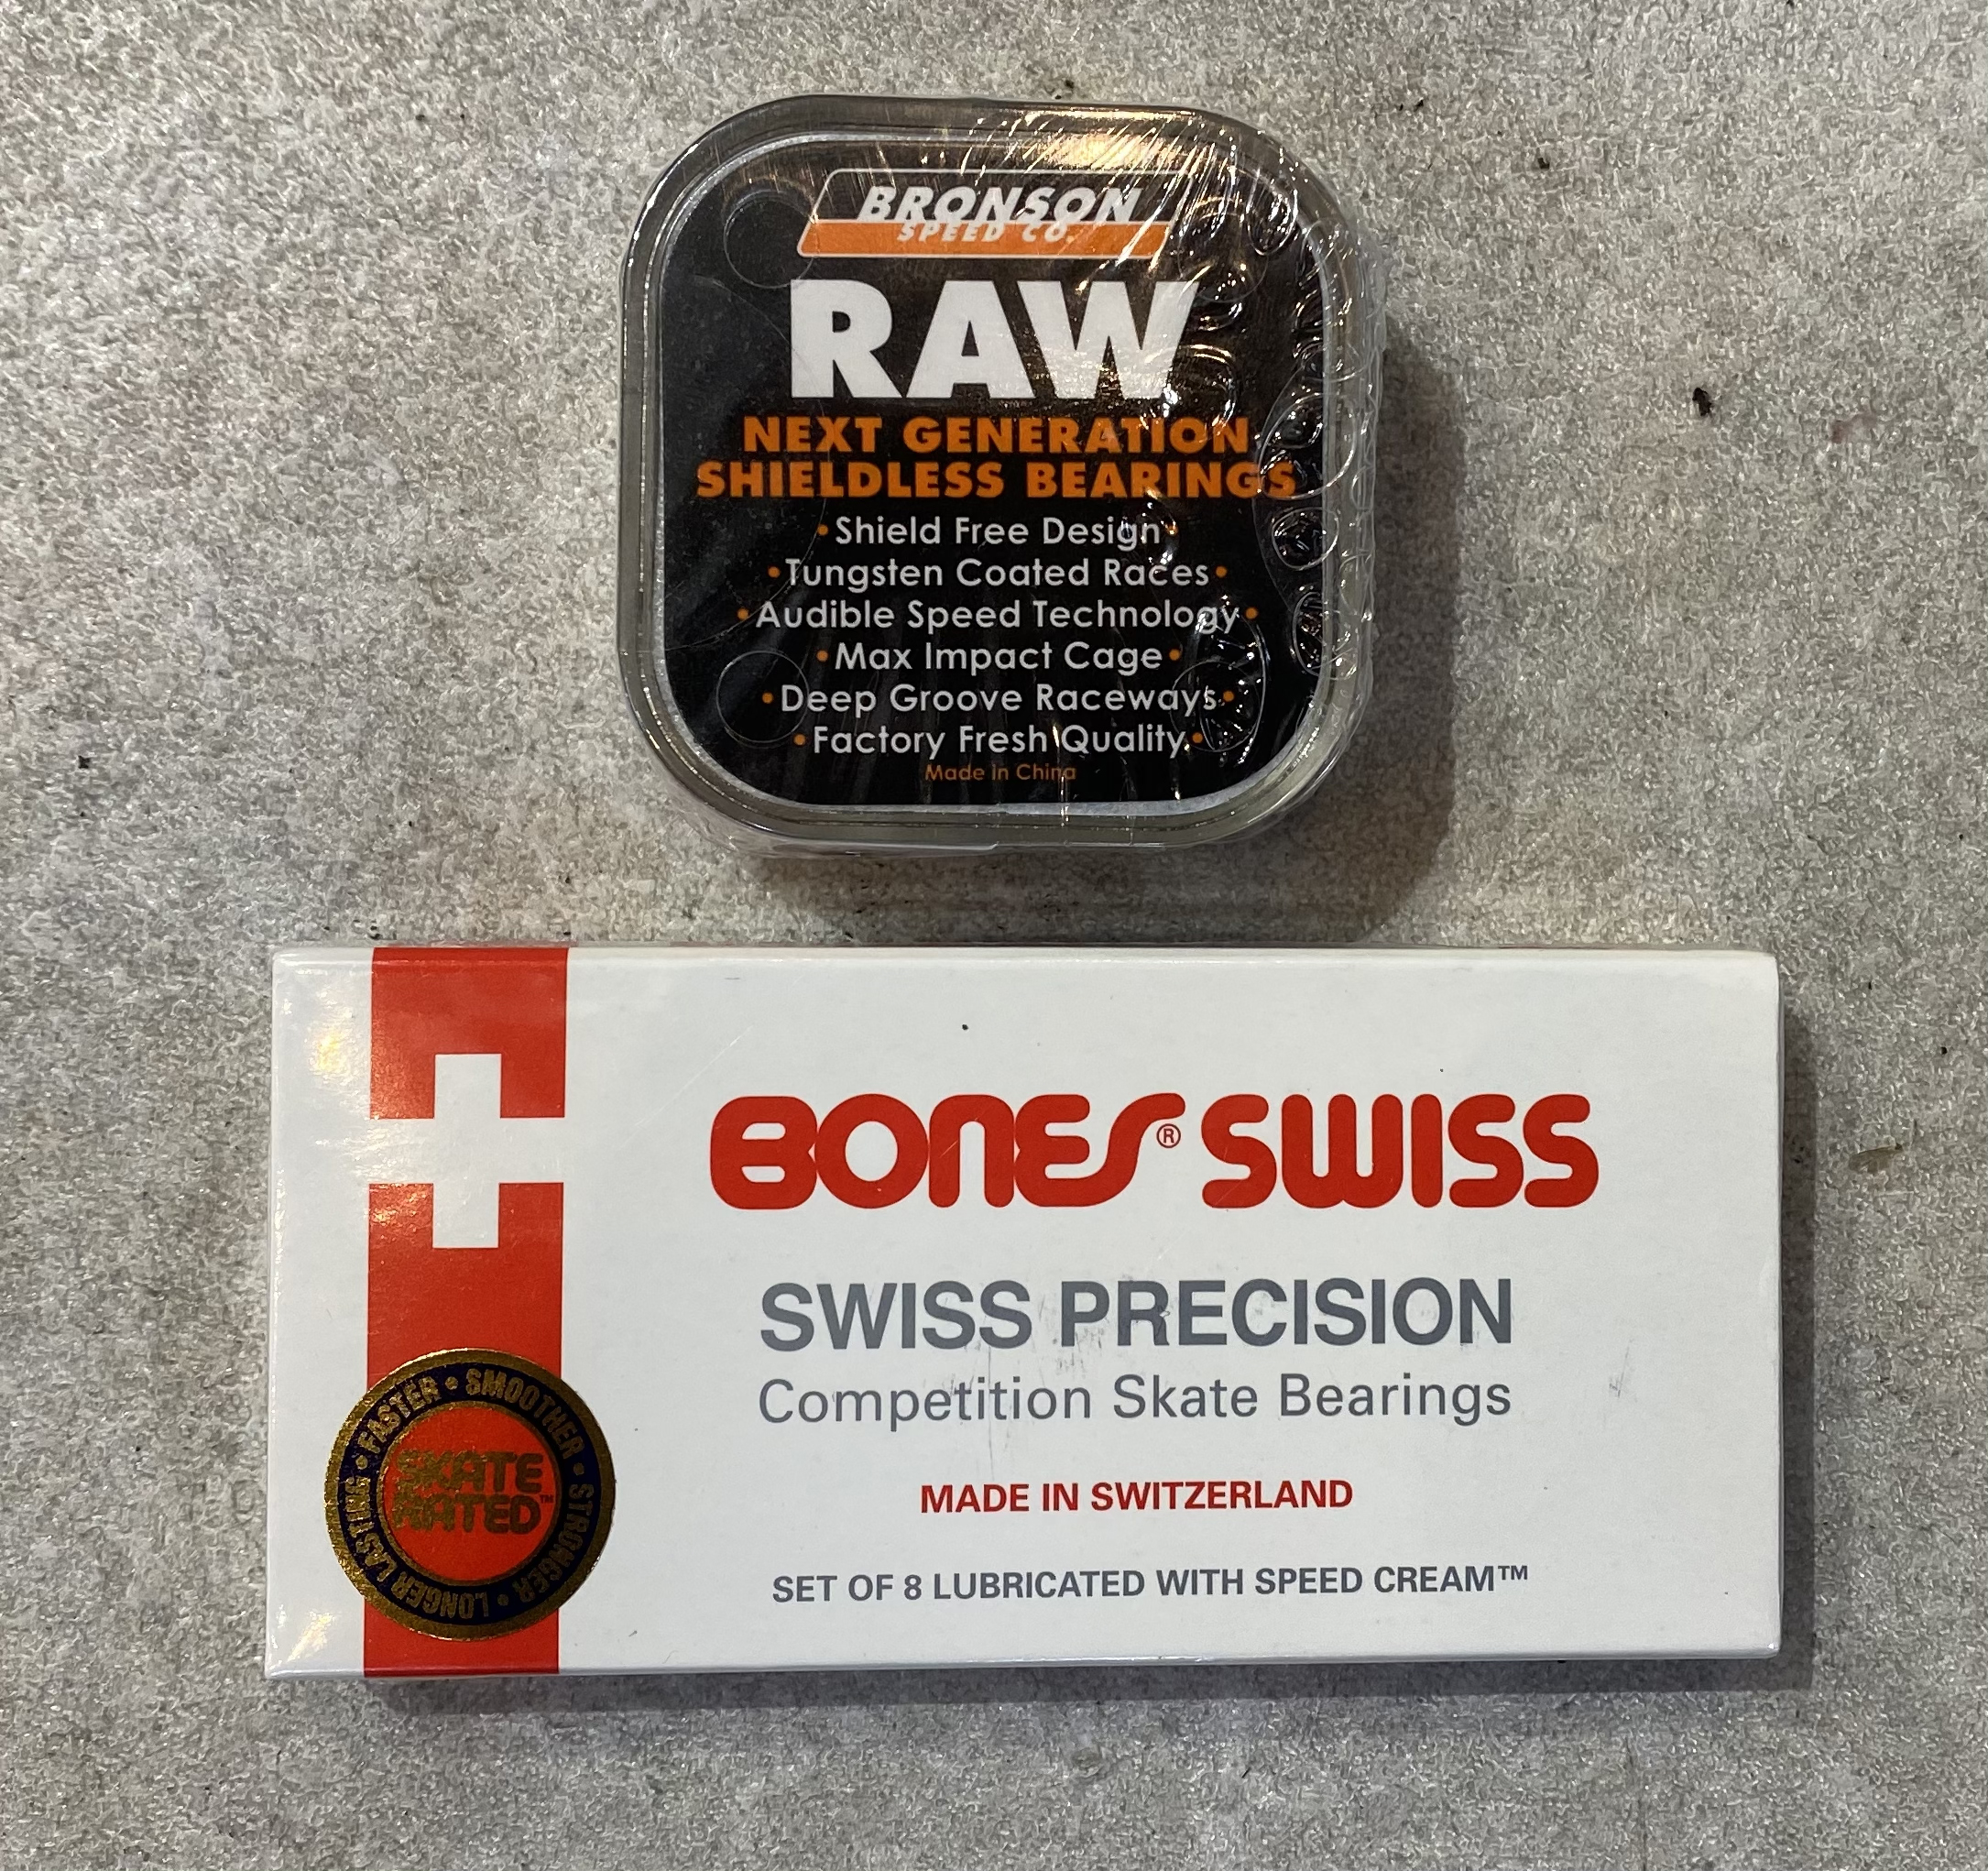 BRONSON
SPEED CO.
RAW
NEXT GENERATION
SHIELDLESS BEARINGS
•Shield Free Design•
•Tungsten Coated Races•
•Audible Speed Technology•
•Max Impact Cage•
•Deep Groove Raceways•
•Factory Fresh Quality•
Made in China
BONES® SWISS
SWISS PRECISION
Competition Skate Bearings
MADE IN SWITZERLAND
SET OF 8 LUBRICATED WITH SPEED CREAM™
FASTER • SMOOTHER • STRONGER • LONGER LASTING •
SKATE
RATED™